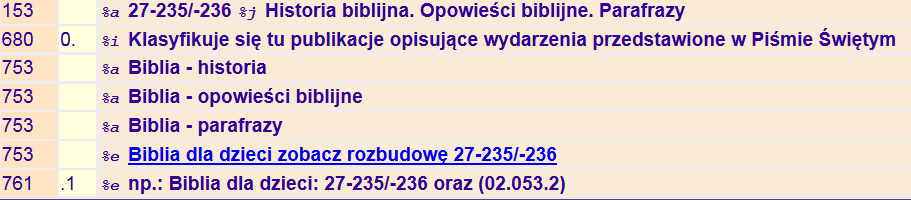 153 %a 27-235/-236 %j Historia biblijna. Opowieści biblijne. Parafrazy
680 0. %i Klasyfikuje się tu publikacje opisujące wydarzenia przedstawione w Piśmie Świętym
753 %a Biblia - historia
753 %a Biblia - opowieści biblijne
753 %a Biblia - parafrazy
753 %e Biblia dla dzieci zobacz rozbudowę 27-235/-236
761 .1 %e np.: Biblia dla dzieci: 27-235/-236 oraz (02.053.2)